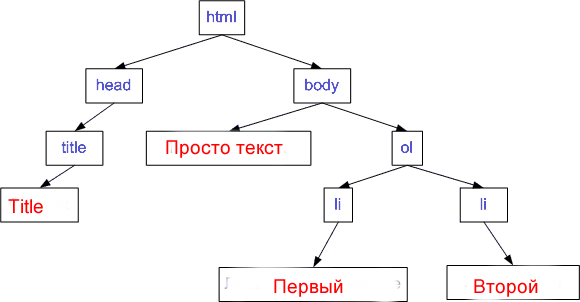 html
head
body
title
Просто текст
ol
Title
li
li
Первый
Второй